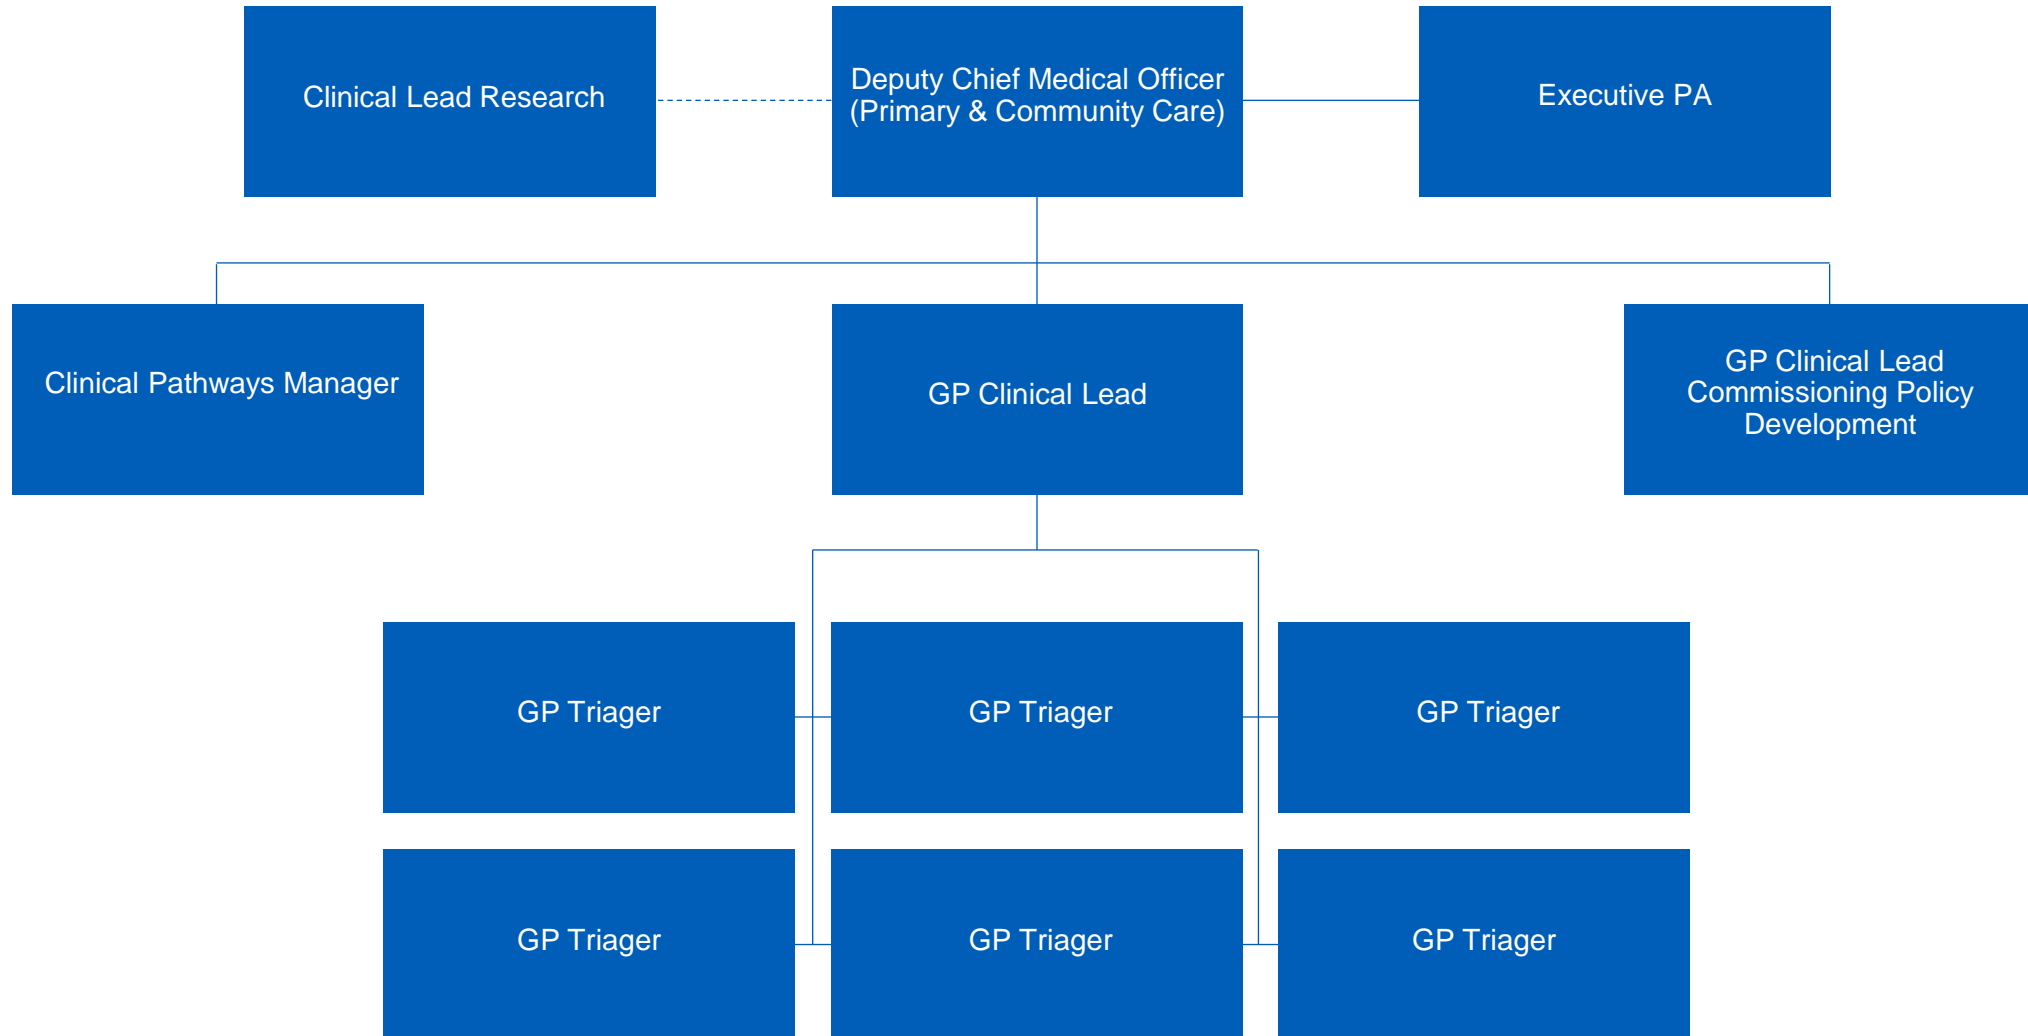 Clinical Lead Research
Deputy Chief Medical Officer
(Primary & Community Care)
Executive PA
Clinical Pathways Manager
GP Clinical Lead
GP Clinical Lead
Commissioning Policy
Development
GP Triager
GP Triager
GP Triager
GP Triager
GP Triager
GP Triager